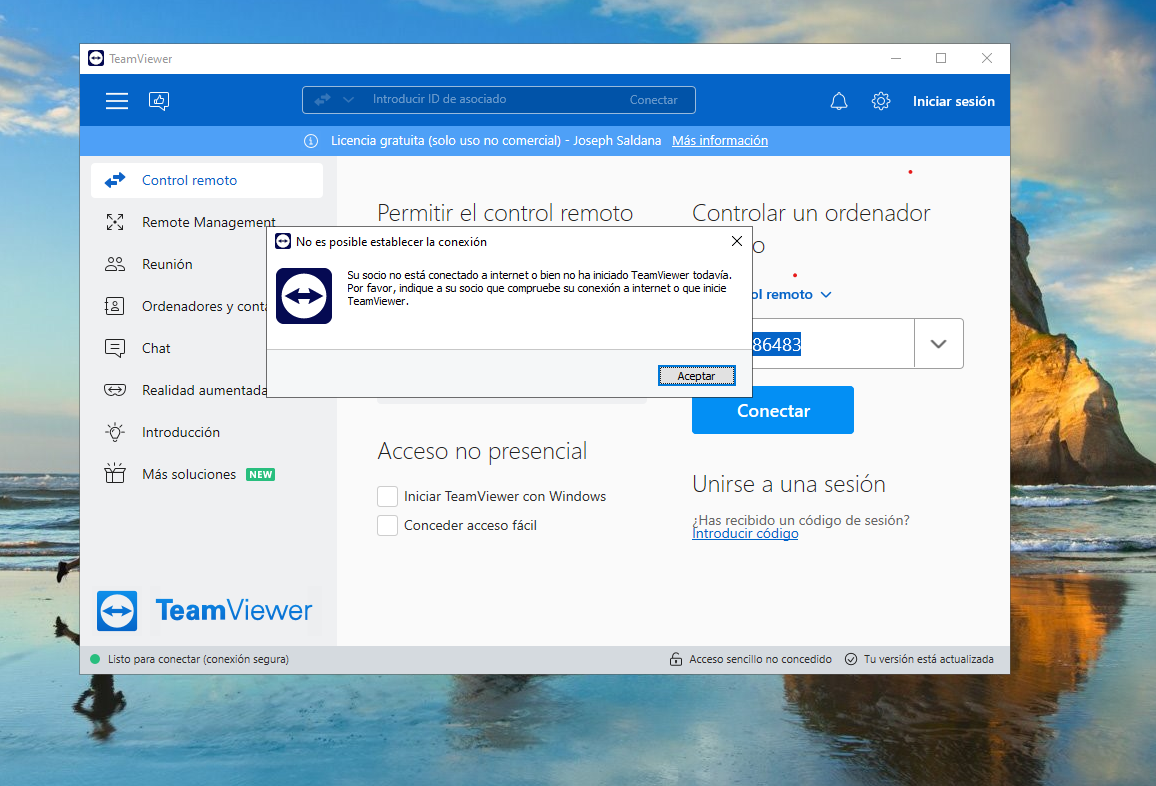 TeamViewer
Introducir ID de asociado
Conectar
Iniciar sesión
Licencia gratuita (solo uso no comercial) - Joseph Saldana Más información
Control remoto
Remote Management
Reunión
Ordenadores y conta
Chat
Realidad aumentada
Introducción
Más soluciones NEW
TeamViewer
Permitir el control remoto
Controlar un ordenador
o
ol remoto
86483
Conectar
No es posible establecer la conexión
Su socio no está conectado a internet o bien no ha iniciado TeamViewer todavía.
Por favor, indique a su socio que compruebe su conexión a internet o que inicie
TeamViewer.
Aceptar
Acceso no presencial
Iniciar TeamViewer con Windows
Conceder acceso fácil
Unirse a una sesión
¿Has recibido un código de sesión?
Introducir código
Listo para conectar (conexión segura)
Acceso sencillo no concedido
Tu versión está actualizada